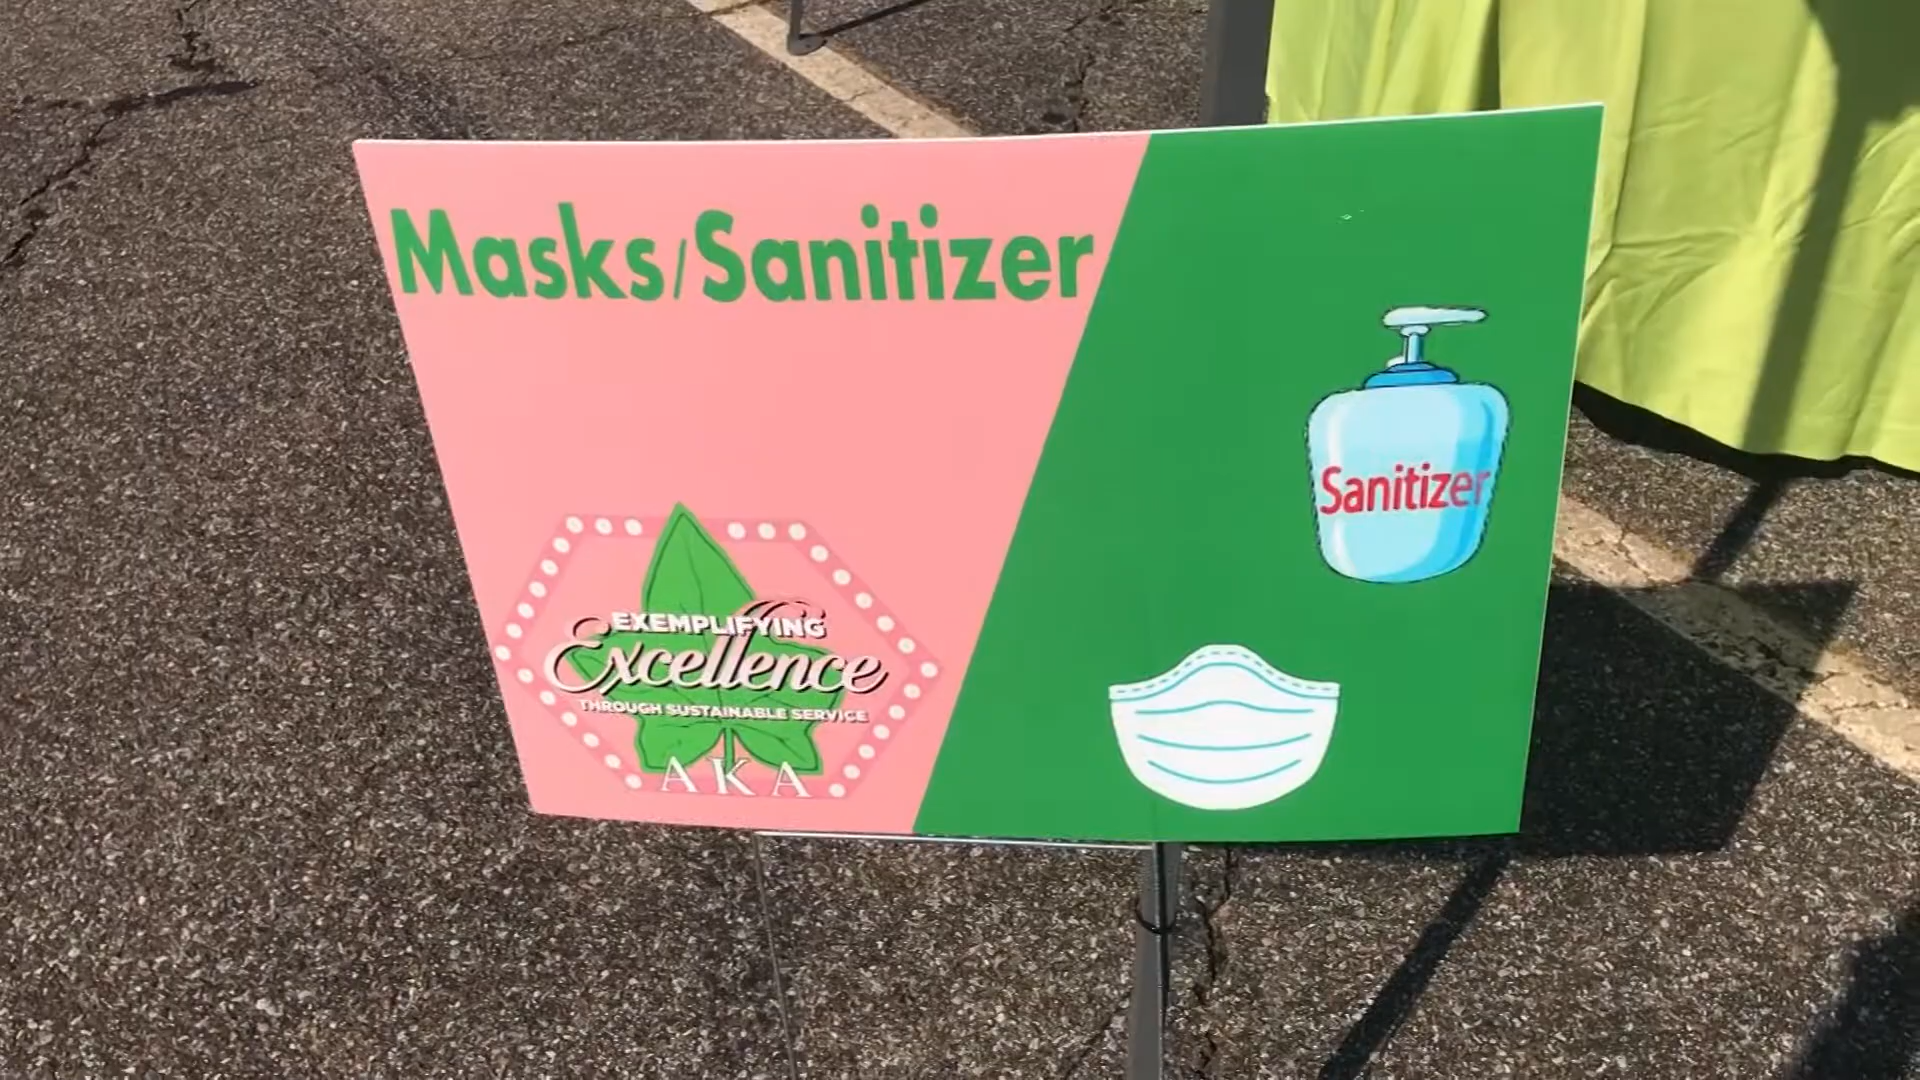 Masks/Sanitizer
Sanitizer
EXEMPLIFYING
Excellence
THROUGH SUSTAINABLE SERVICE
AKA